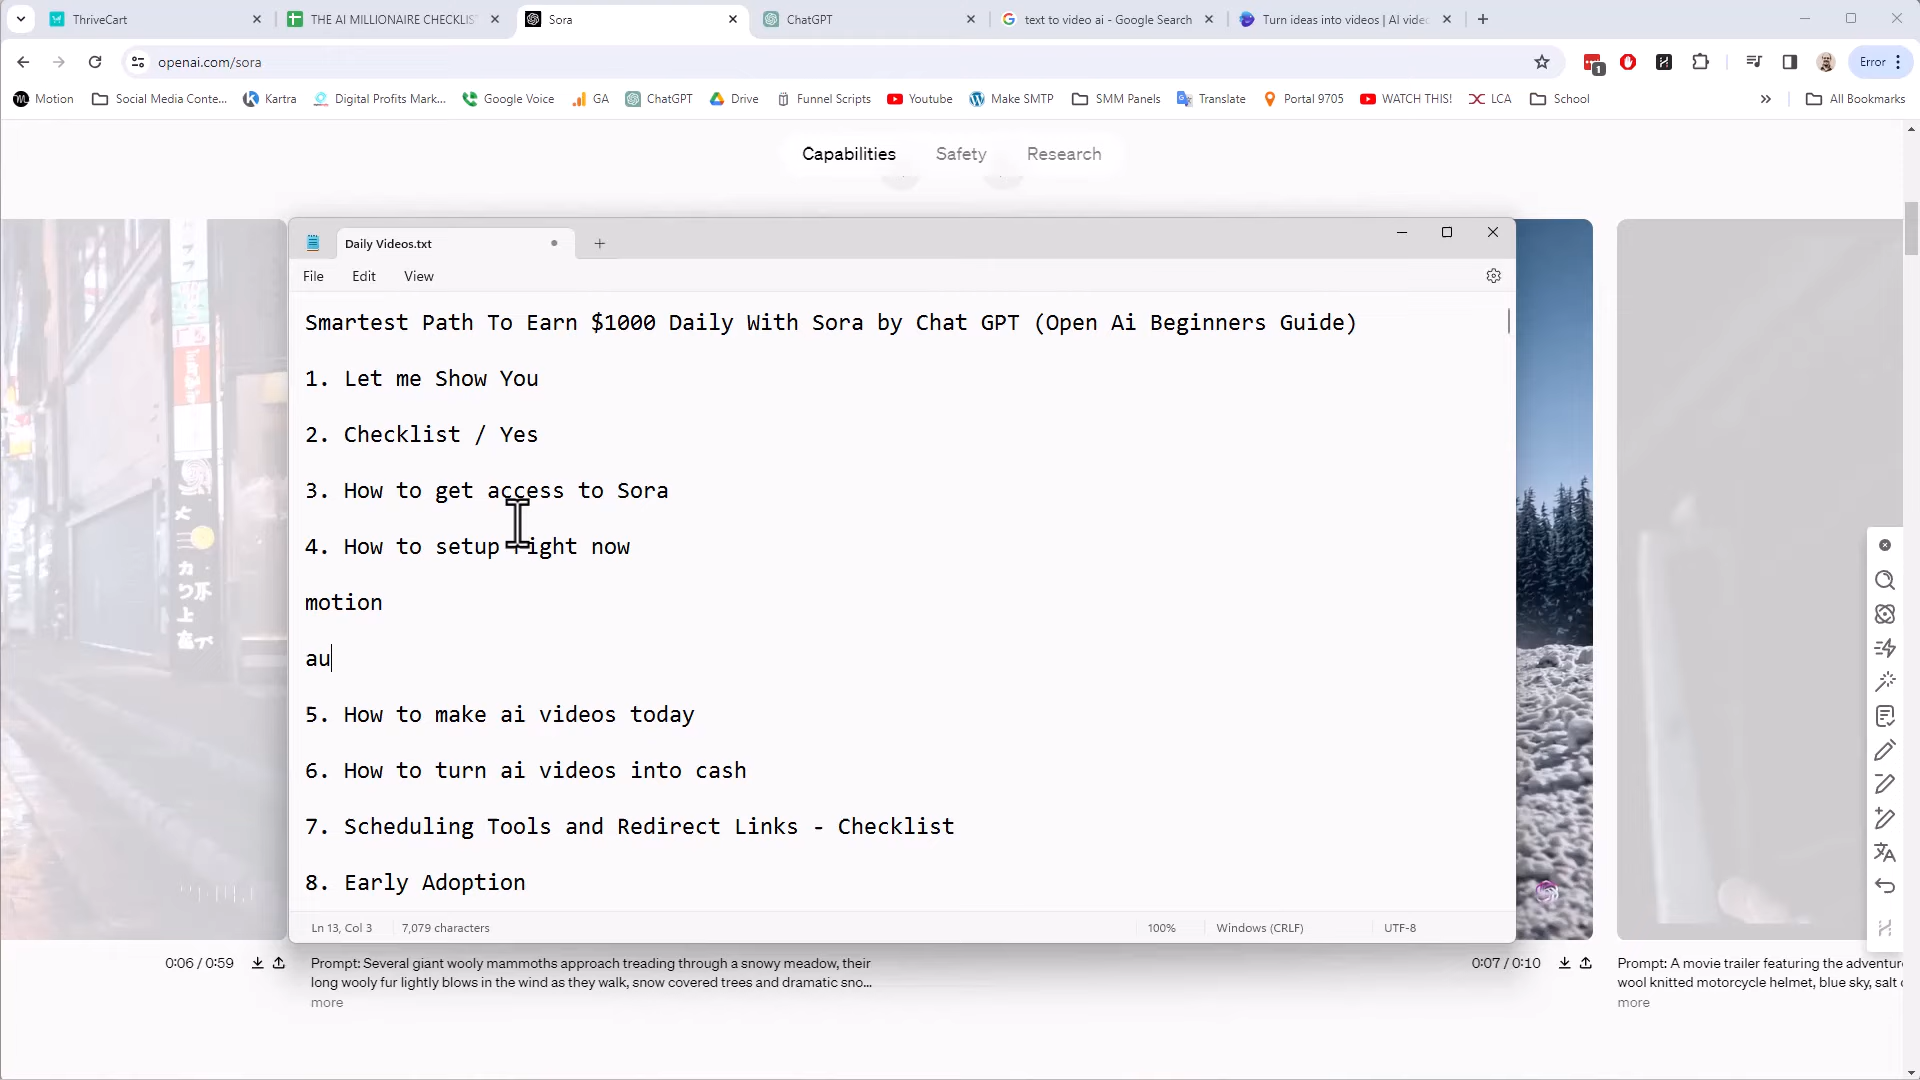 ThriveCart
THE AI MILLIONAIRE CHECKLIST
Sora
ChatGPT
text to video ai - Google Search
Turn ideas into videos | AI vide
openai.com/sora
1
Error
Motion
Social Media Conte...
Kartra
Digital Profits Mark...
Google Voice
GA
ChatGPT
Drive
Funnel Scripts
Youtube
Make SMTP
SMM Panels
Translate
Portal 9705
WATCH THIS!
LCA
School
All Bookmarks
Capabilities
Safety
Research
Daily Videos.txt
File
Edit
View
Smartest Path To Earn $1000 Daily With Sora by Chat GPT (Open Ai Beginners Guide)
1. Let me Show You
2. Checklist / Yes
3. How to get access to Sora
4. How to setup right now
motion
au
5. How to make ai videos today
6. How to turn ai videos into cash
7. Scheduling Tools and Redirect Links - Checklist
8. Early Adoption
Ln 13, Col 3
7,079 characters
100%
Windows (CRLF)
UTF-8
0:06 / 0:59
Prompt: Several giant wooly mammoths approach treading through a snowy meadow, their
long wooly fur lightly blows in the wind as they walk, snow covered trees and dramatic sno...
more
0:07 / 0:10
Prompt: A movie trailer featuring the adventur
wool knitted motorcycle helmet, blue sky, salt
more